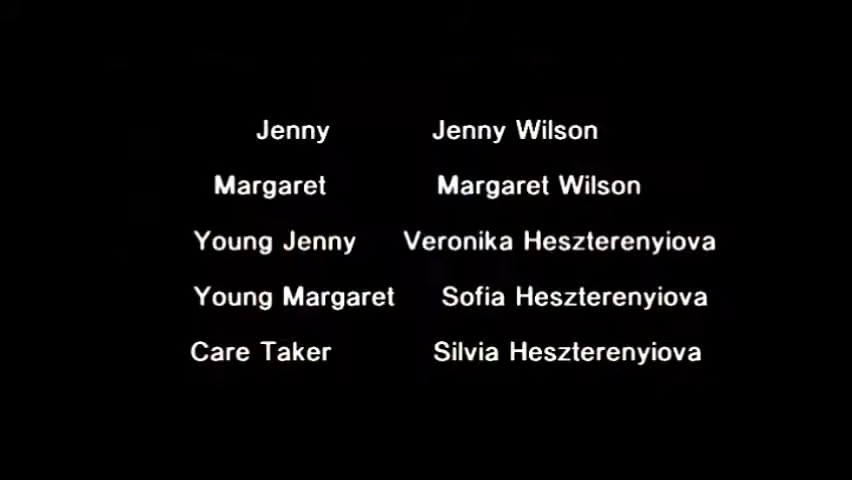 Jenny Jenny Wilson
Margaret Margaret Wilson
Young Jenny Veronika Heszterenyiova
Young Margaret Sofia Heszterenyiova
Care Taker Silvia Heszterenyiova